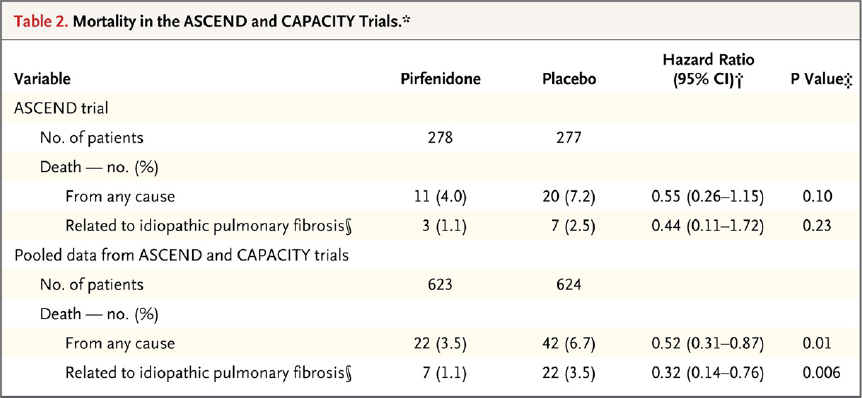 Table 2. Mortality in the ASCEND and CAPACITY Trials.*
Variable Pirfenidone Placebo Hazard Ratio (95% CI)† P Value‡
ASCEND trial
No. of patients 278 277
Death — no. (%)
From any cause 11 (4.0) 20 (7.2) 0.55 (0.26–1.15) 0.10
Related to idiopathic pulmonary fibrosis§ 3 (1.1) 7 (2.5) 0.44 (0.11–1.72) 0.23
Pooled data from ASCEND and CAPACITY trials
No. of patients 623 624
Death — no. (%)
From any cause 22 (3.5) 42 (6.7) 0.52 (0.31–0.87) 0.01
Related to idiopathic pulmonary fibrosis§ 7 (1.1) 22 (3.5) 0.32 (0.14–0.76) 0.006